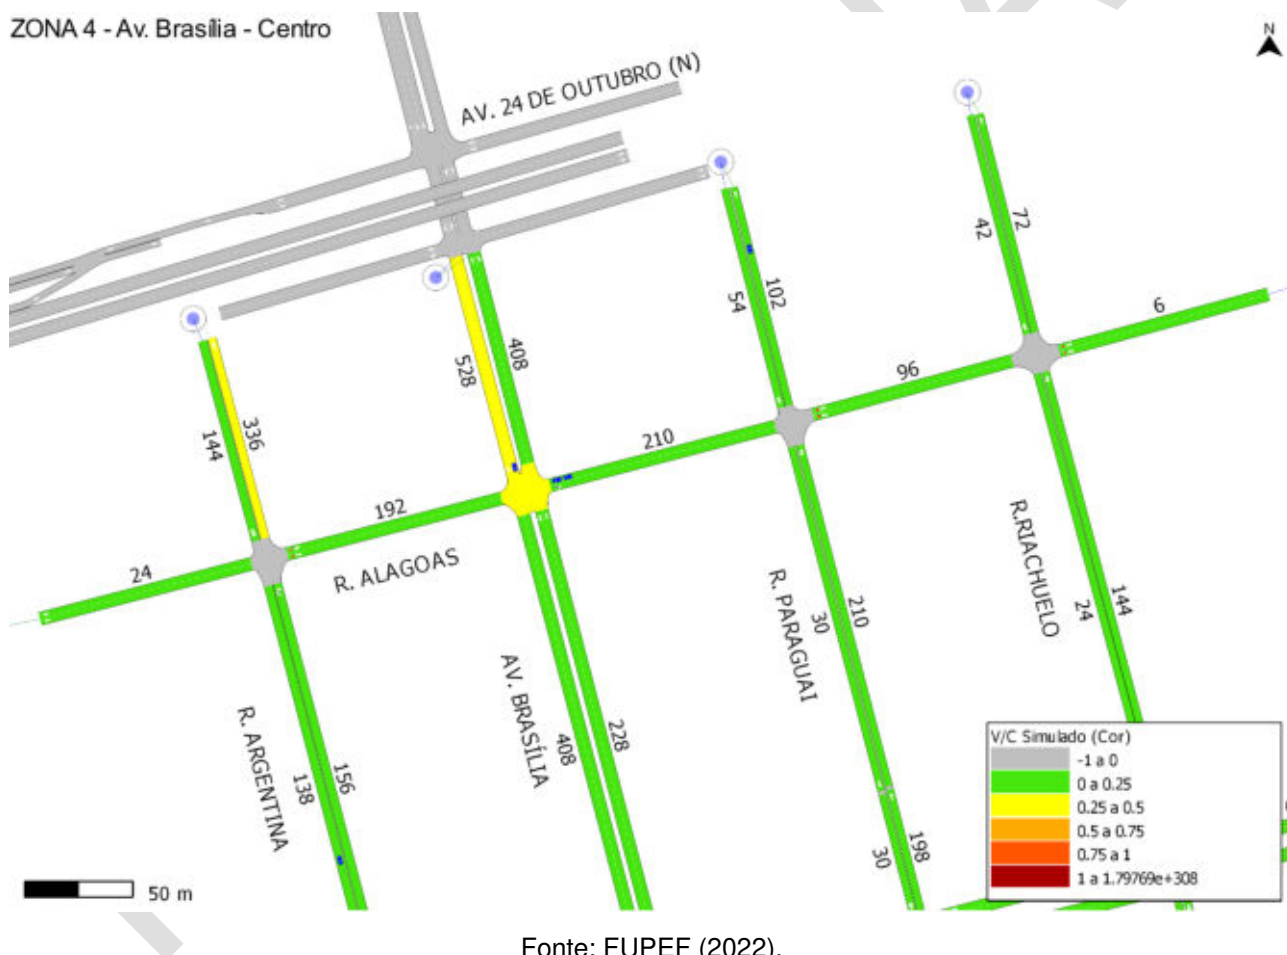 ZONA 4 - Av. Brasília - Centro
N
AV. 24 DE OUTUBRO (N)
72
42
102
54
6
408
528
96
336
144
210
192
R. ALAGOAS
24
R.RIACHUELO
144
24
R. PARAGUAI
210
30
AV. BRASÍLIA
228
408
R. ARGENTINA
156
138
198
30
V/C Simulado (Cor)
-1 a 0
0 a 0.25
0.25 a 0.5
0.5 a 0.75
0.75 a 1
1 a 1.79769e+308
50 m
Fonte: FUPEF (2022).